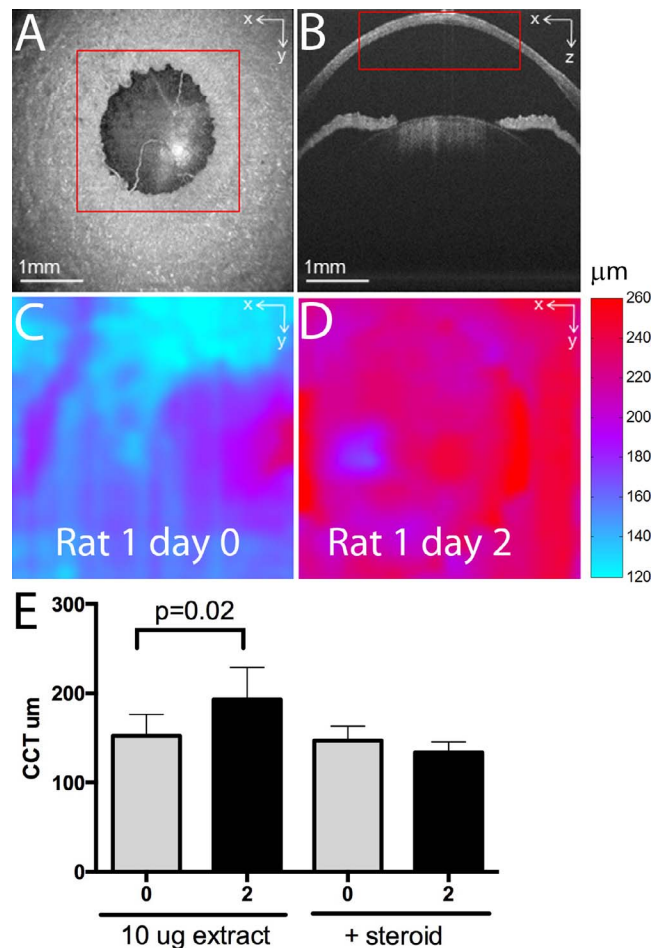 A
x
y
1mm
B
x
z
1mm
C
x
y
Rat 1 day 0
D
x
y
Rat 1 day 2
μm
260
240
220
200
180
160
140
120
E
p=0.02
CCT um
300
200
100
0
0 2 0 2
10 ug extract + steroid